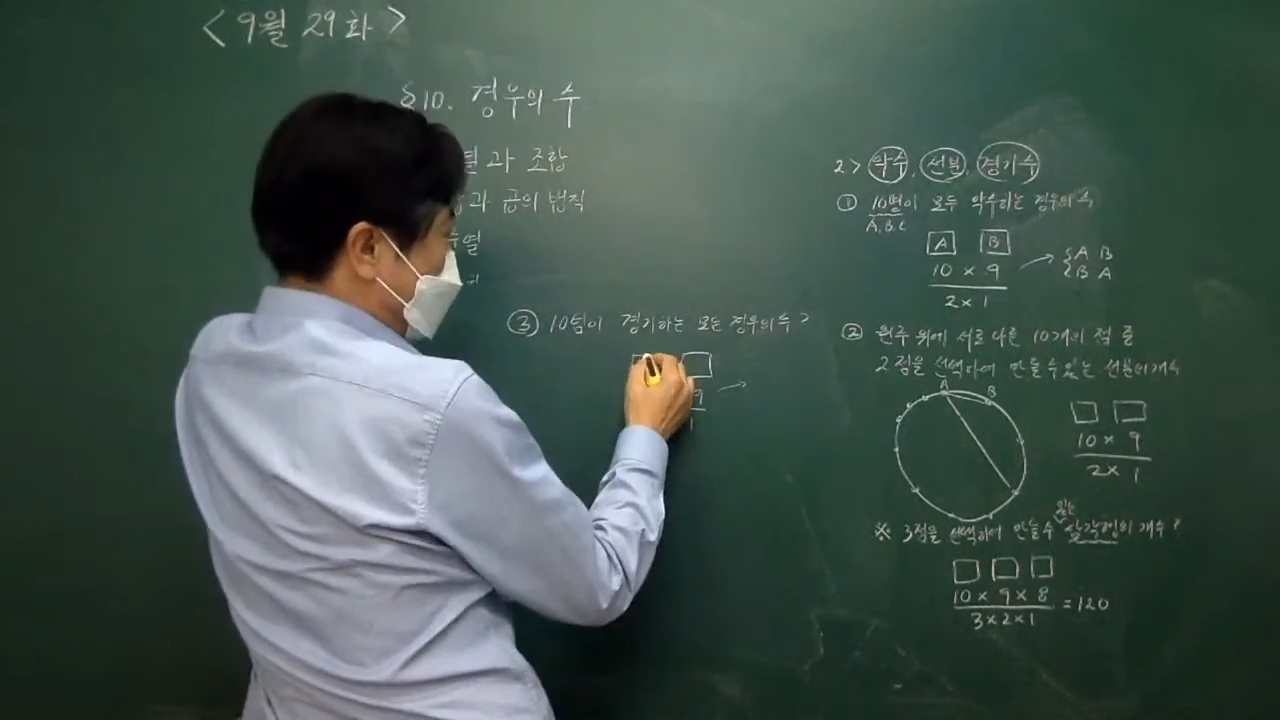 < 9월 29화 >
§10. 경우의 수
과 조합
과 곱의 법칙
2> 악수, 선분, 경기수
① 10명이 모두 악수하는 경우의 수
A, B, C
A B
10 × 9
2 × 1
A B
B A
③ 10팀이 경기하는 모든 경우의 수?
9
1
② 원주 위에 서로 다른 10개의 점 을
2점을 선택하여 만들 수 있는 선분의 개수
A B
10 × 9
2 × 1
있는
※ 3점을 선택하여 만들 수 삼각형의 개수?
10 × 9 × 8
3 × 2 × 1
= 120